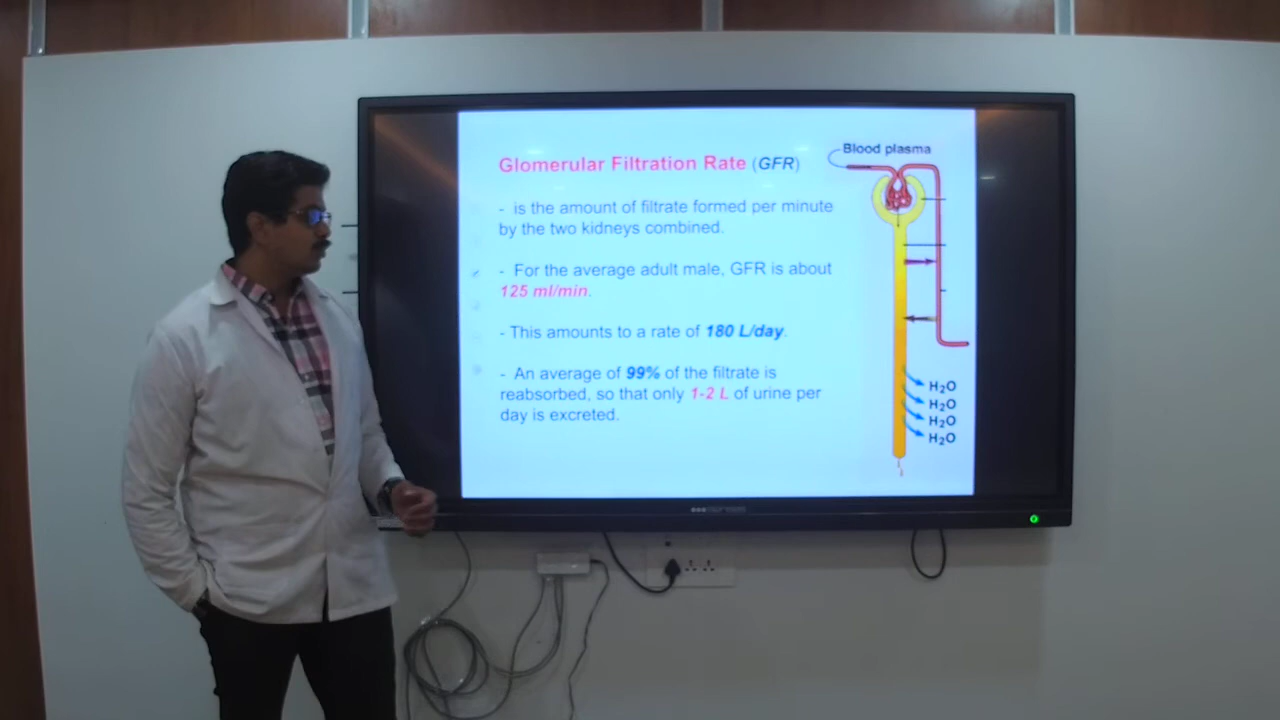 Glomerular Filtration Rate (GFR)
- is the amount of filtrate formed per minute
by the two kidneys combined.
- For the average adult male, GFR is about
125 ml/min.
- This amounts to a rate of 180 L/day.
- An average of 99% of the filtrate is
reabsorbed, so that only 1-2 L of urine per
day is excreted.
Blood plasma
H₂O
H₂O
H₂O
H₂O